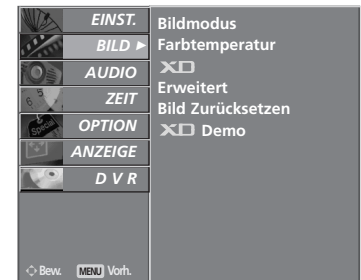 EINST.
BILD ▶
AUDIO
ZEIT
OPTION
ANZEIGE
D V R
Bildmodus
Farbtemperatur
XD
Erweitert
Bild Zurücksetzen
XD Demo
Bew. MENU Vorh.